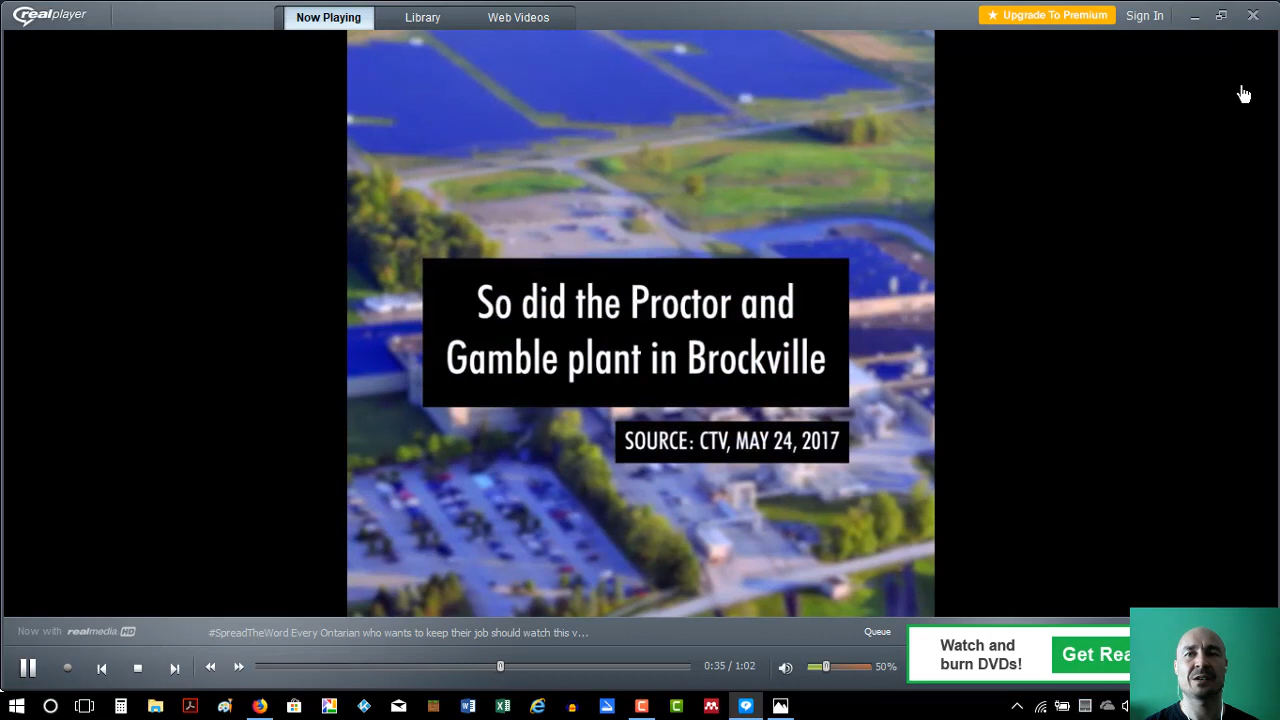 realplayer
Now Playing
Library
Web Videos
Upgrade To Premium
Sign In
So did the Proctor and
Gamble plant in Brockville
SOURCE: CTV, MAY 24, 2017
Now with realmedia HD
#SpreadTheWord Every Ontarian who wants to keep their job should watch this v...
Queue
0:35 / 1:02
50%
Watch and
burn DVDs!
Get Rea